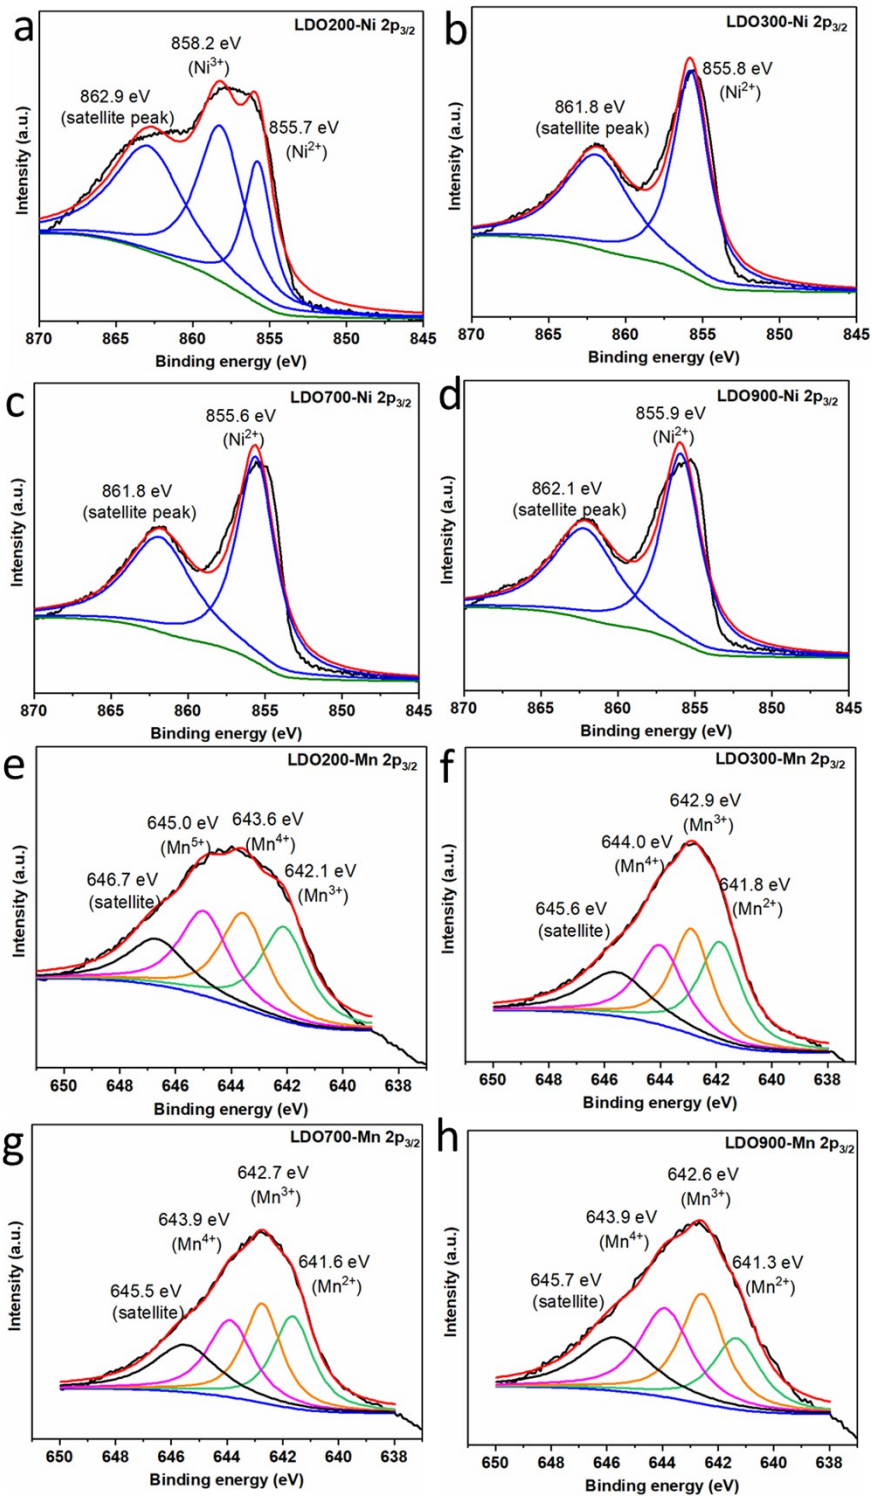 a
LDO200-Ni 2p3/2
858.2 eV
(Ni3+)
862.9 eV
(satellite peak)
855.7 eV
(Ni2+)
Intensity (a.u.)
870 865 860 855 850 845
Binding energy (eV)
b
LDO300-Ni 2p3/2
855.8 eV
(Ni2+)
861.8 eV
(satellite peak)
Intensity (a.u.)
870 865 860 855 850 845
Binding energy (eV)
c
LDO700-Ni 2p3/2
855.6 eV
(Ni2+)
861.8 eV
(satellite peak)
Intensity (a.u.)
870 865 860 855 850 845
Binding energy (eV)
d
LDO900-Ni 2p3/2
855.9 eV
(Ni2+)
862.1 eV
(satellite peak)
Intensity (a.u.)
870 865 860 855 850 845
Binding energy (eV)
e
LDO200-Mn 2p3/2
645.0 eV
(Mn5+)
643.6 eV
(Mn4+)
646.7 eV
(satellite)
642.1 eV
(Mn3+)
Intensity (a.u.)
650 648 646 644 642 640 638
Binding energy (eV)
f
LDO300-Mn 2p3/2
642.9 eV
(Mn3+)
644.0 eV
(Mn4+)
641.8 eV
(Mn2+)
645.6 eV
(satellite)
Intensity (a.u.)
650 648 646 644 642 640 638
Binding energy (eV)
g
LDO700-Mn 2p3/2
642.7 eV
(Mn3+)
643.9 eV
(Mn4+)
641.6 eV
(Mn2+)
645.5 eV
(satellite)
Intensity (a.u.)
650 648 646 644 642 640 638
Binding energy (eV)
h
LDO900-Mn 2p3/2
642.6 eV
(Mn3+)
643.9 eV
(Mn4+)
641.3 eV
(Mn2+)
645.7 eV
(satellite)
Intensity (a.u.)
650 648 646 644 642 640 638
Binding energy (eV)